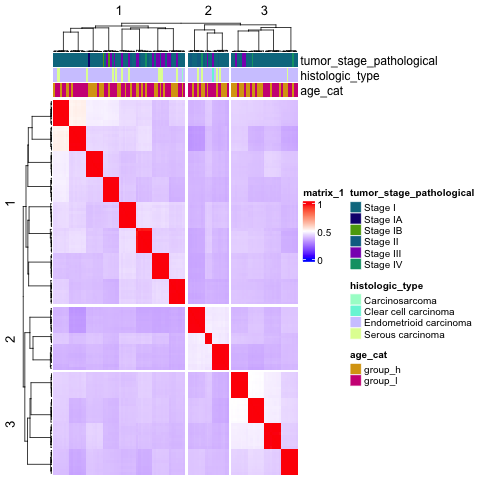 1 2 3
tumor_stage_pathological
histologic_type
age_cat
1
2
3
matrix_1
1
0.5
0
tumor_stage_pathological
Stage I
Stage IA
Stage IB
Stage II
Stage III
Stage IV
histologic_type
Carcinosarcoma
Clear cell carcinoma
Endometrioid carcinoma
Serous carcinoma
age_cat
group_h
group_l